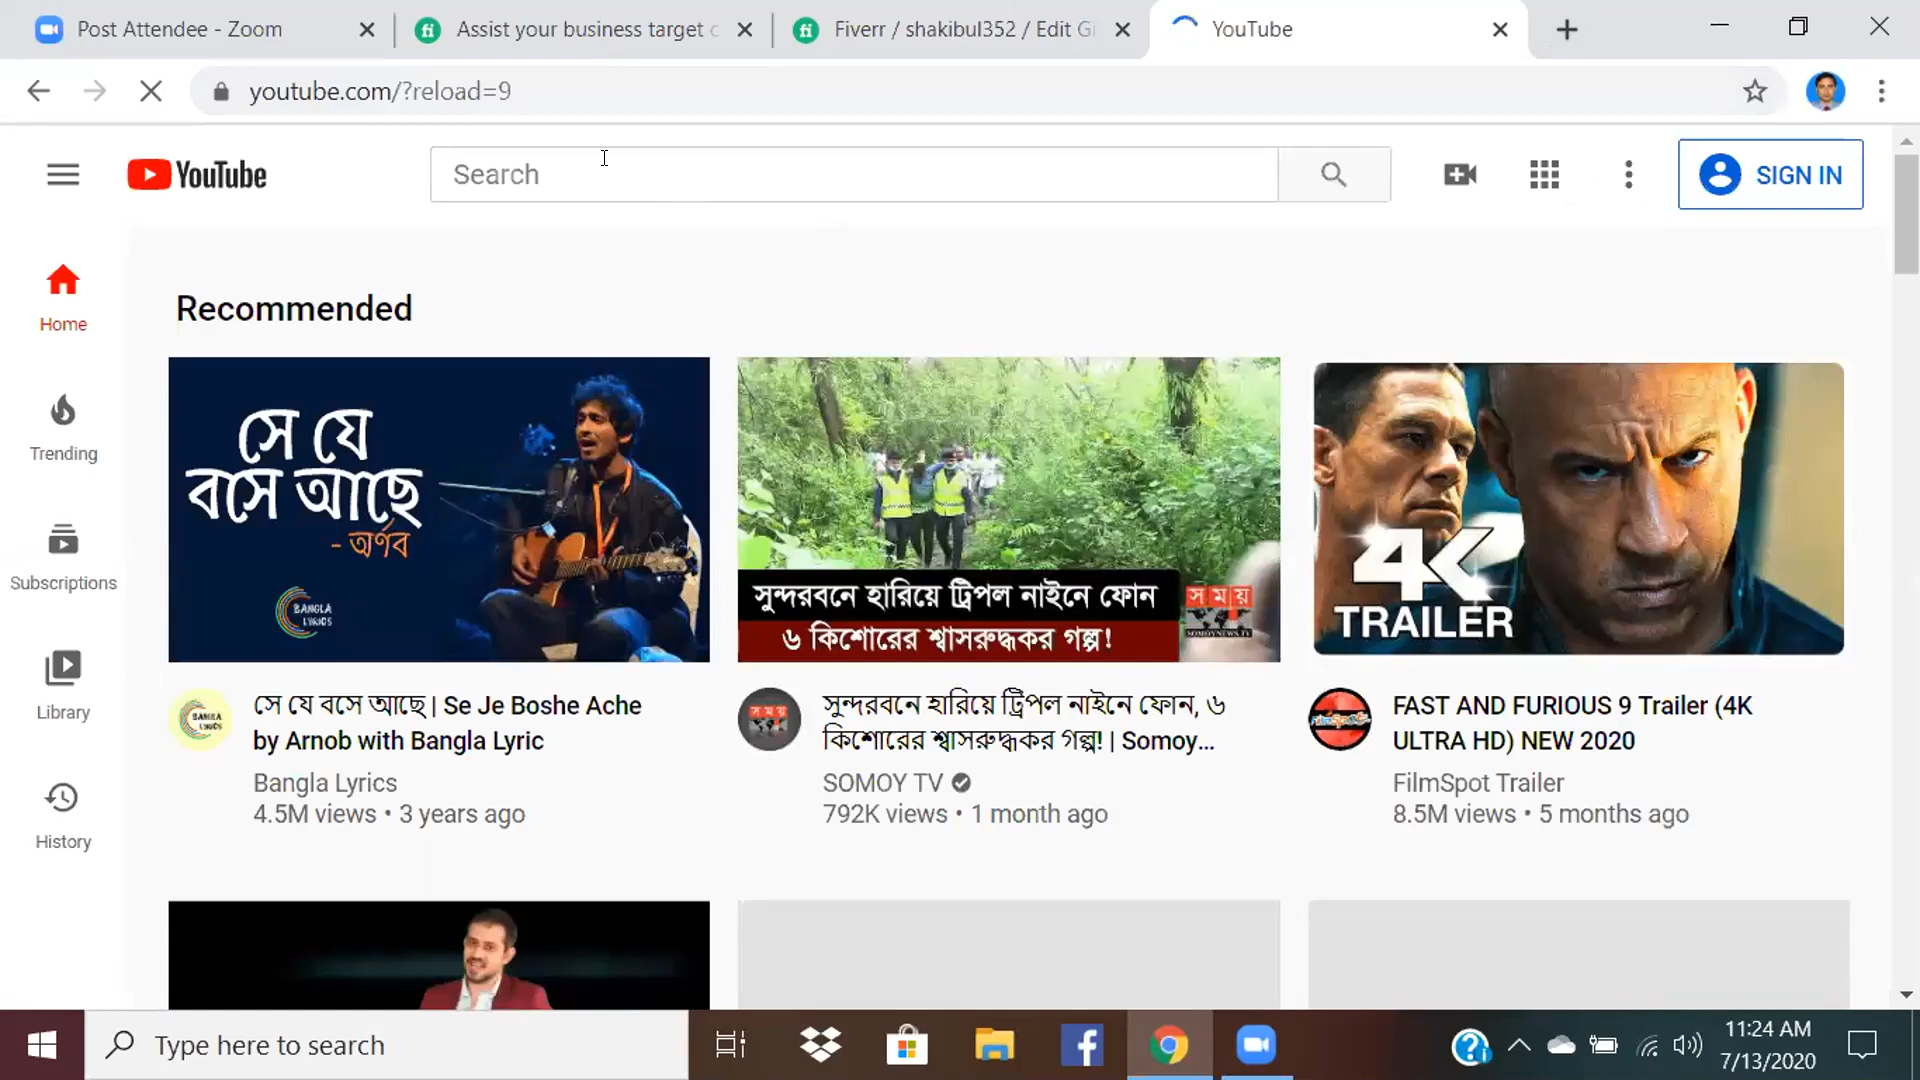 Post Attendee - Zoom
Assist your business target c
Fiverr / shakibul352 / Edit Gi
YouTube
youtube.com/?reload=9
YouTube
Search
SIGN IN
Home
Trending
Subscriptions
Library
History
Recommended
সে যে
বসে আছে
- অর্ণব
BANGLA
LYRICS
সুন্দরবনে হারিয়ে ট্রিপল নাইনে ফোন
৬ কিশোরের শ্বাসরুদ্ধকর গল্প!
সময়
SOMOYNEWS.TV
4K
TRAILER
সে যে বসে আছে | Se Je Boshe Ache
by Arnob with Bangla Lyric
Bangla Lyrics
4.5M views • 3 years ago
সময়
সুন্দরবনে হারিয়ে ট্রিপল নাইনে ফোন, ৬
কিশোরের শ্বাসরুদ্ধকর গল্প! | Somoy...
SOMOY TV
792K views • 1 month ago
FAST AND FURIOUS 9 Trailer (4K
ULTRA HD) NEW 2020
FilmSpot Trailer
8.5M views • 5 months ago
Type here to search
11:24 AM
7/13/2020